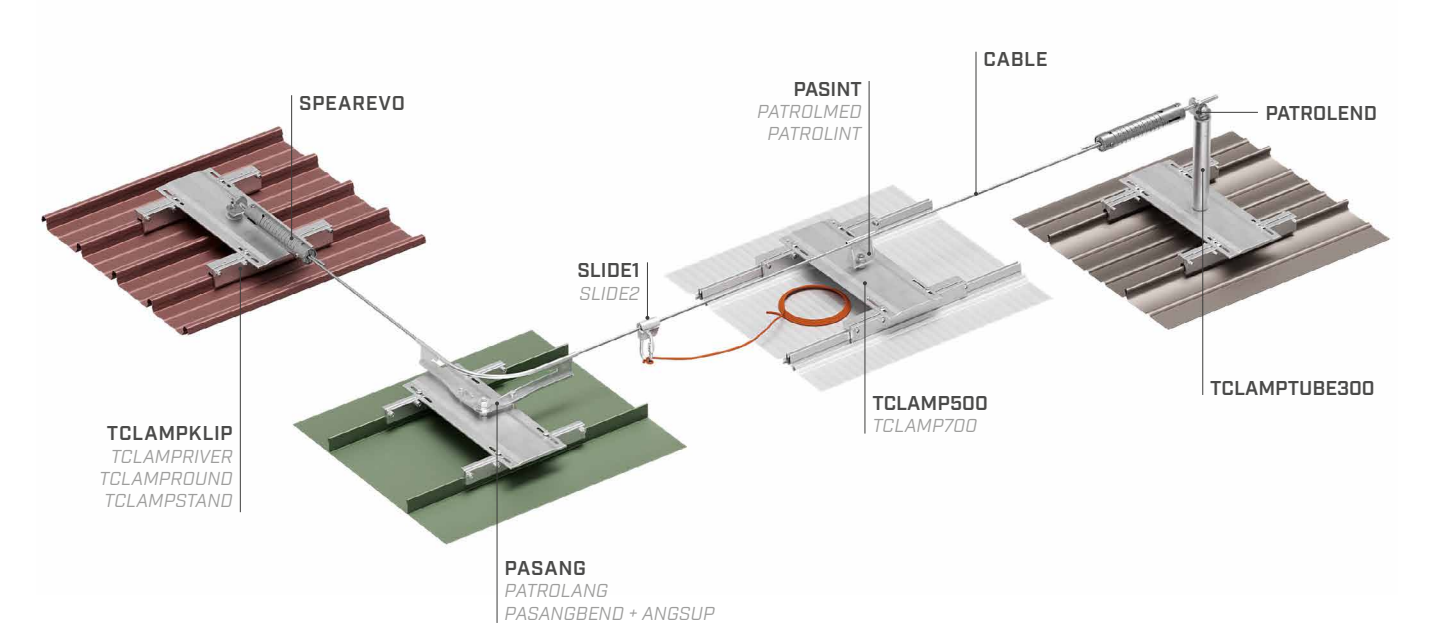 CABLE
PASINT
PATROLMED
PATROLINT
SPEAREVO
PATROLEND
SLIDE1
SLIDE2
TCLAMPTUBE300
TCLAMP500
TCLAMP700
TCLAMPKLIP
TCLAMPRIVER
TCLAMPROUND
TCLAMPSTAND
PASANG
PATROLANG
PASANGBEND + ANGSUP